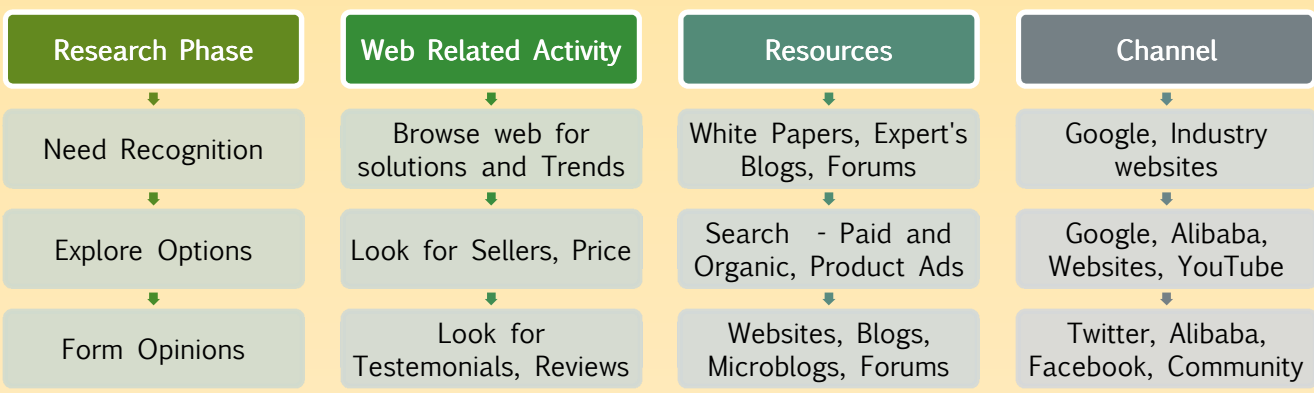 Research Phase
Need Recognition
Explore Options
Form Opinions
Web Related Activity
Browse web for
solutions and Trends
Look for Sellers, Price
Look for
Testemonials, Reviews
Resources
White Papers, Expert's
Blogs, Forums
Search - Paid and
Organic, Product Ads
Websites, Blogs,
Microblogs, Forums
Channel
Google, Industry
websites
Google, Alibaba,
Websites, YouTube
Twitter, Alibaba,
Facebook, Community